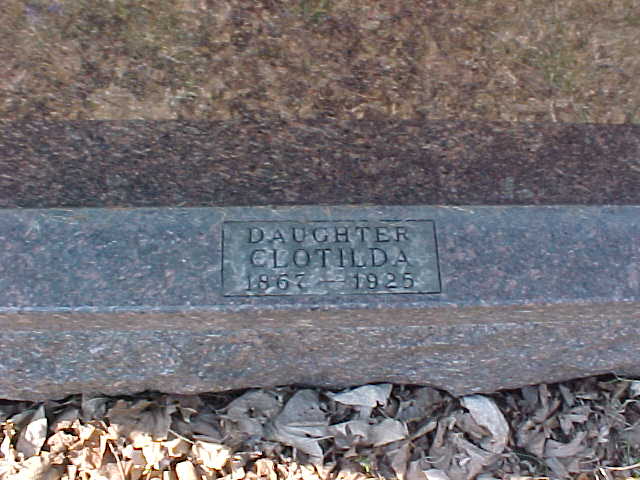 DAUGHTER
CLOTILDA
1867 — 1925